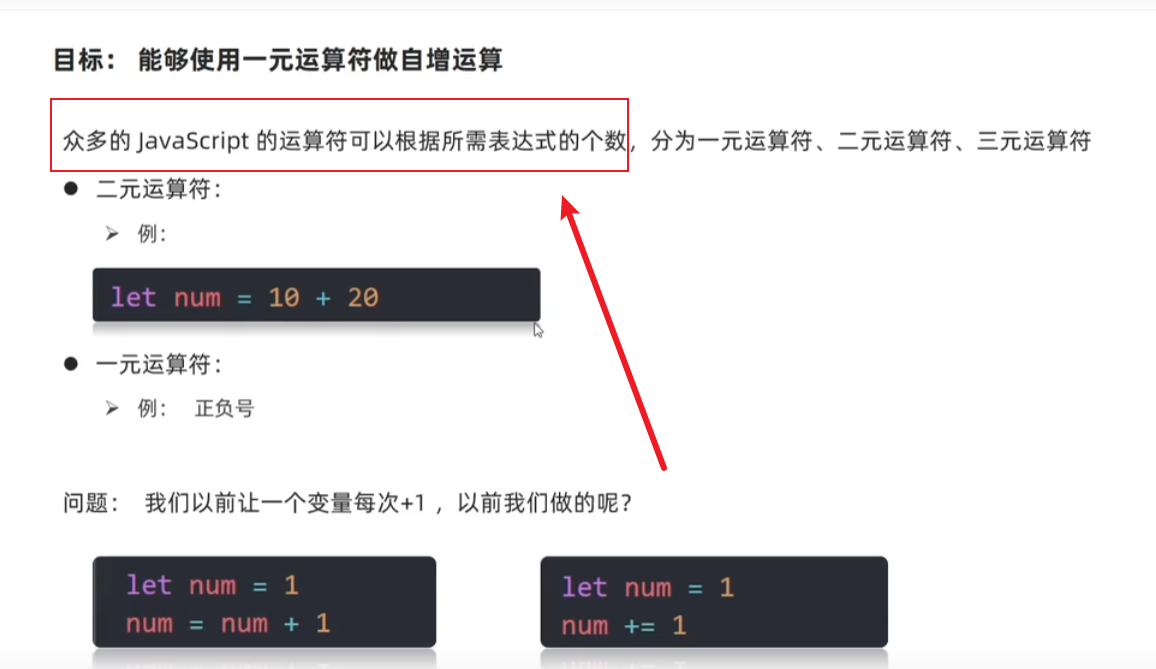 目标： 能够使用一元运算符做自增运算
众多的 JavaScript 的运算符可以根据所需表达式的个数，分为一元运算符、二元运算符、三元运算符
● 二元运算符：
➢ 例：
let num = 10 + 20
● 一元运算符：
➢ 例： 正负号
问题： 我们以前让一个变量每次+1 ，以前我们做的呢？
let num = 1
num = num + 1
let num = 1
num += 1